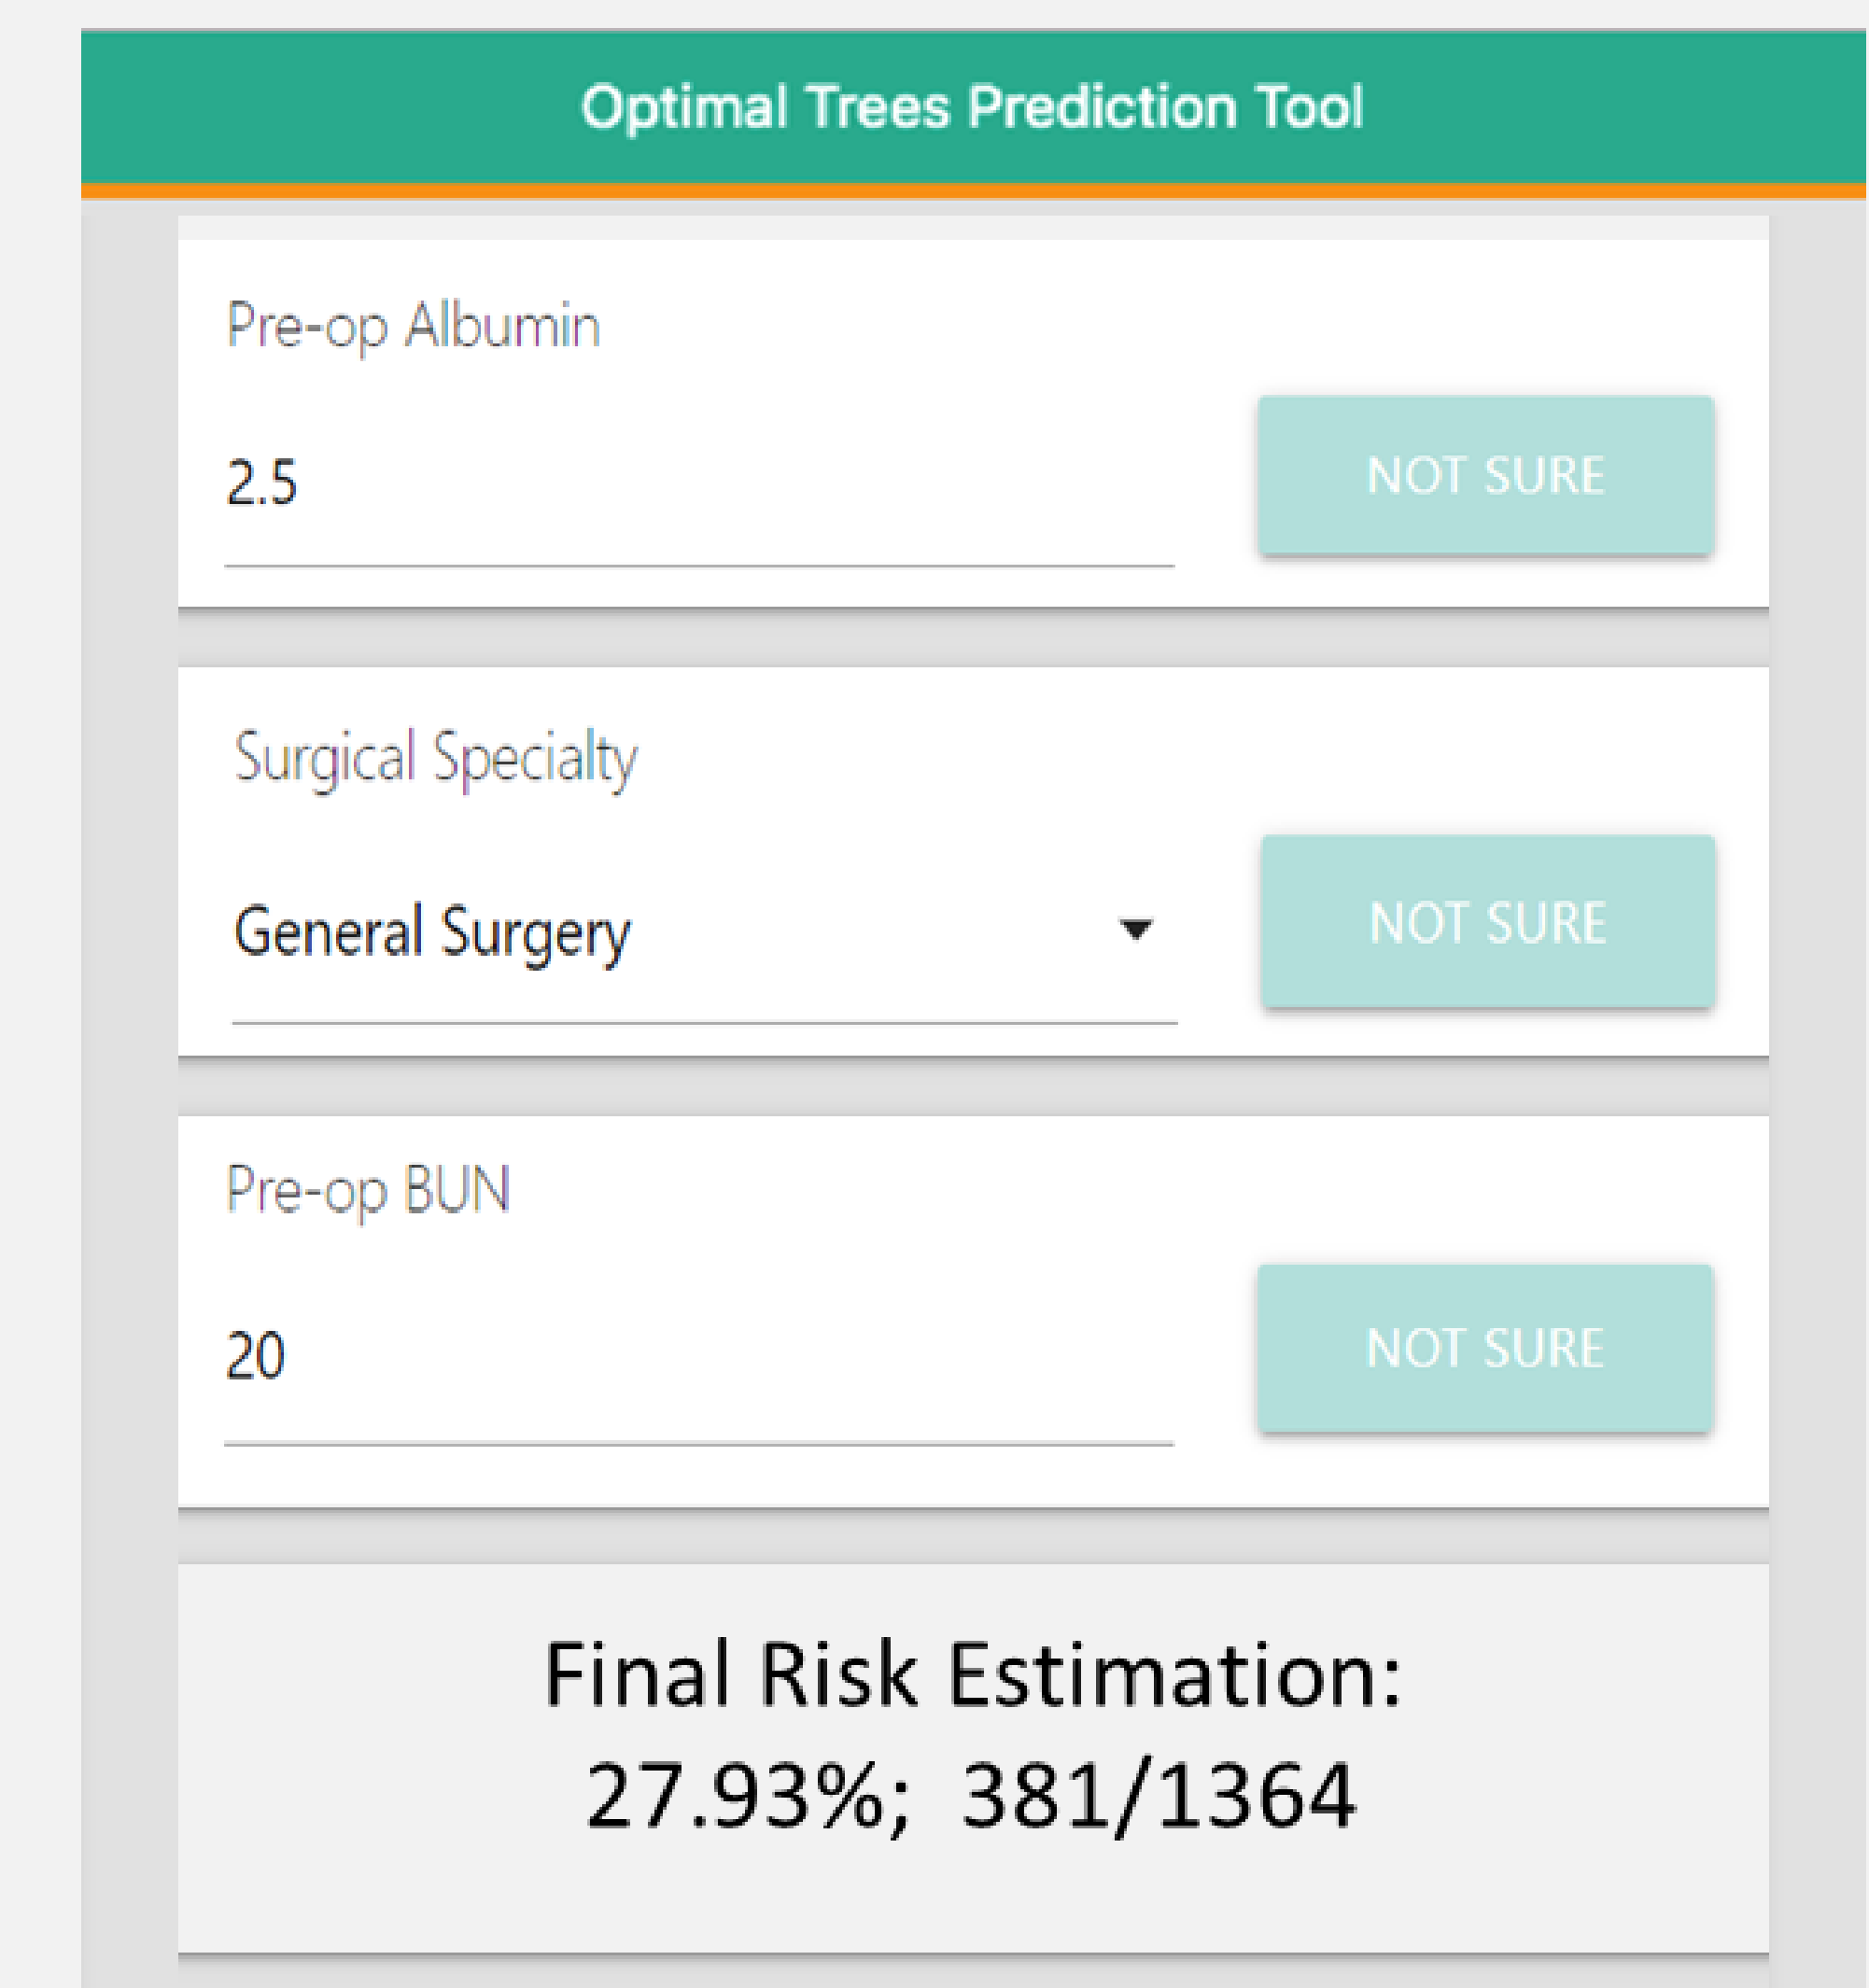 Optimal Trees Prediction Tool
Pre-op Albumin
2.5
NOT SURE
Surgical Specialty
General Surgery
NOT SURE
Pre-op BUN
20
NOT SURE
Final Risk Estimation:
27.93%; 381/1364